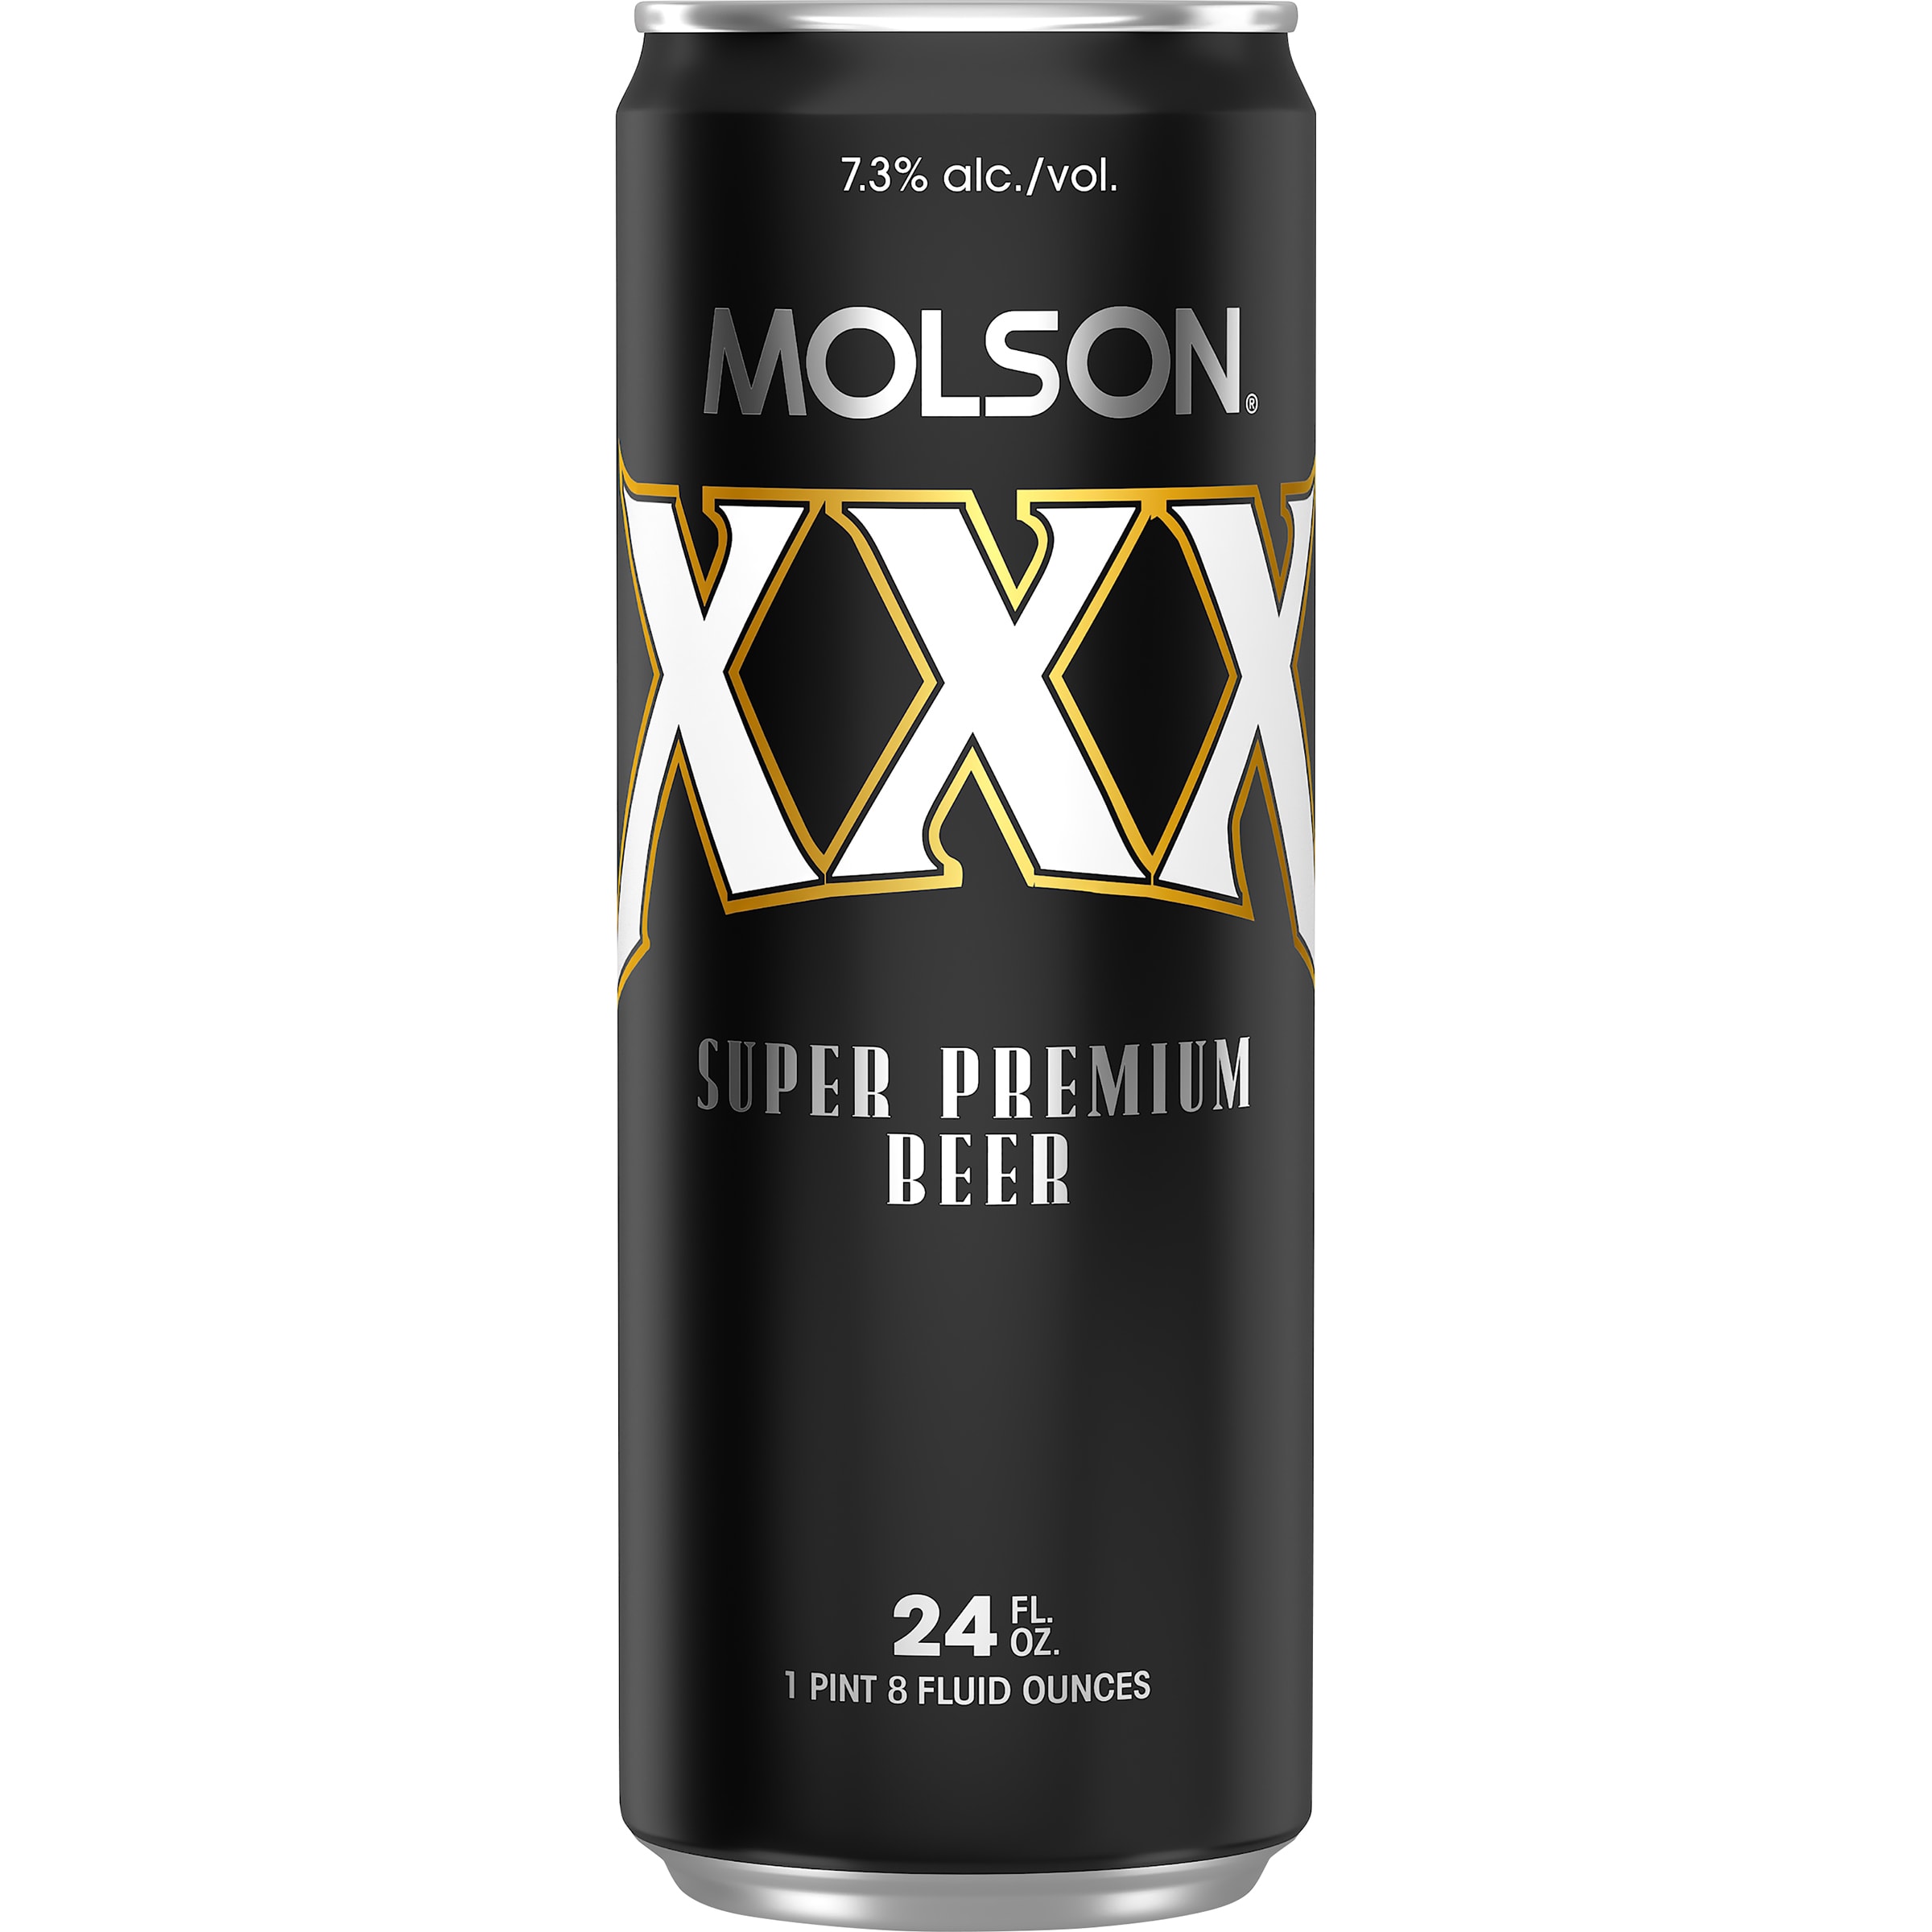 7.3% alc./vol.
MOLSON®
XXX
SUPER PREMIUM
BEER
24 FL. OZ.
1 PINT 8 FLUID OUNCES